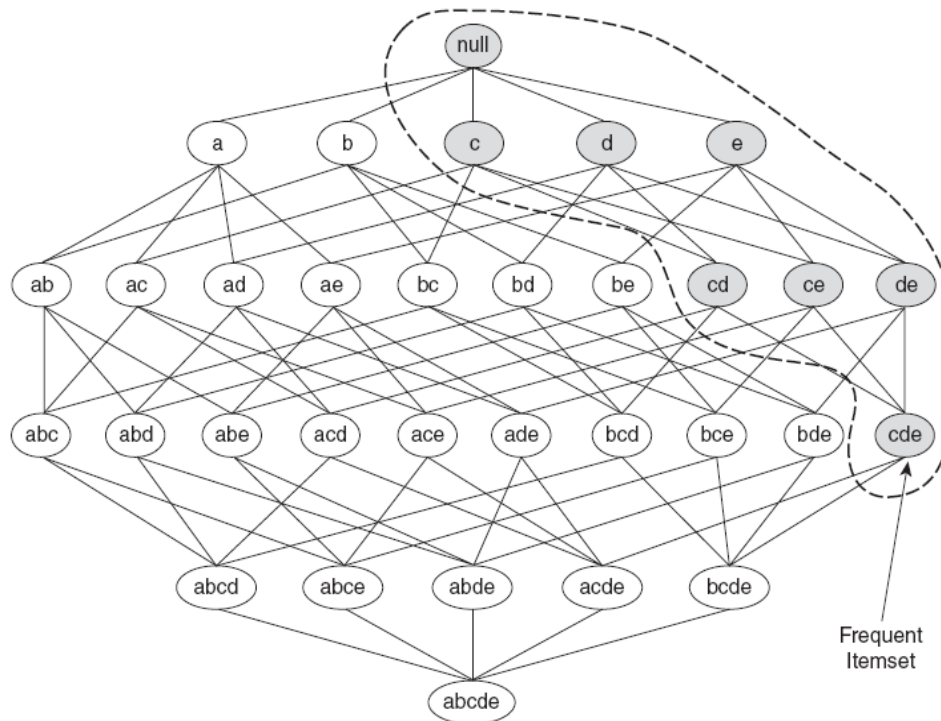 null
a b c d e
ab ac ad ae bc bd be cd ce de
abc abd abe acd ace ade bcd bce bde cde
abcd abce abde acde bcde
Frequent
Itemset
abcde